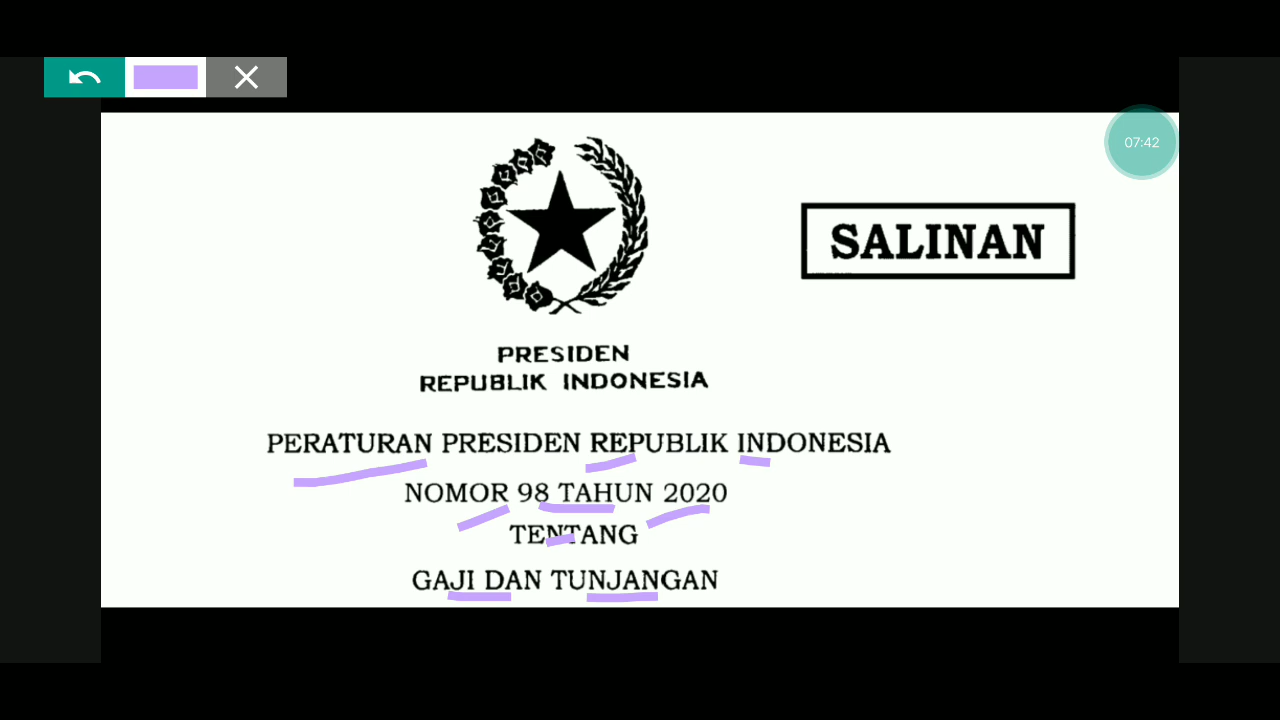 07:42
SALINAN
PRESIDEN
REPUBLIK INDONESIA
PERATURAN PRESIDEN REPUBLIK INDONESIA
NOMOR 98 TAHUN 2020
TENTANG
GAJI DAN TUNJANGAN